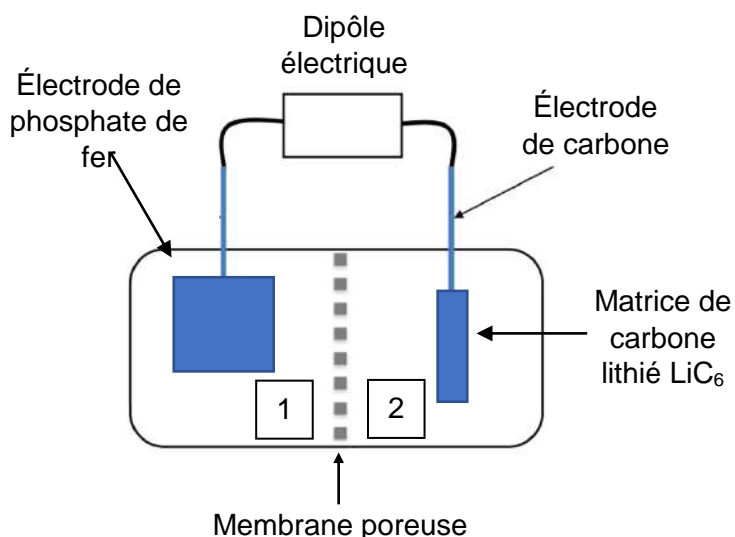 Dipôle
électrique
Électrode de
phosphate de
fer
Électrode
de carbone
Matrice de
carbone
lithié LiC₆
1
2
Membrane poreuse